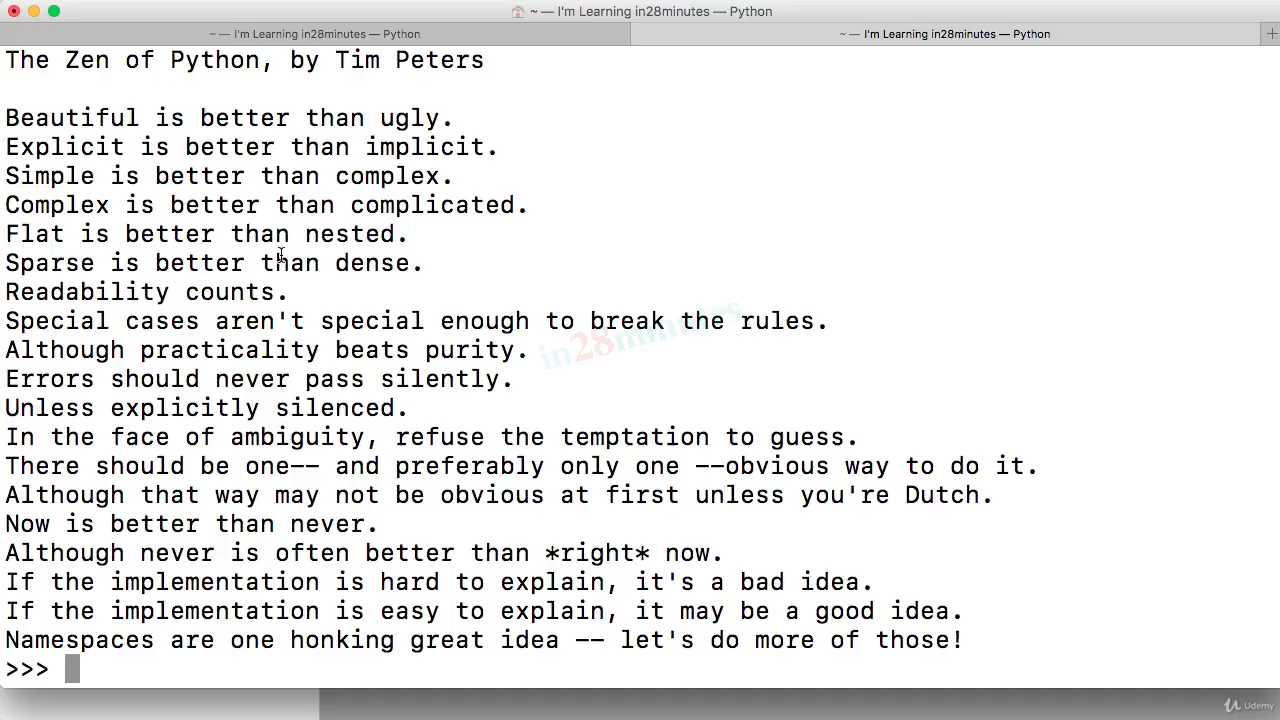 ~ — I'm Learning in28minutes — Python
~ — I'm Learning in28minutes — Python
~ — I'm Learning in28minutes — Python
The Zen of Python, by Tim Peters
Beautiful is better than ugly.
Explicit is better than implicit.
Simple is better than complex.
Complex is better than complicated.
Flat is better than nested.
Sparse is better than dense.
Readability counts.
Special cases aren't special enough to break the rules.
in28minutes
Although practicality beats purity.
Errors should never pass silently.
Unless explicitly silenced.
In the face of ambiguity, refuse the temptation to guess.
There should be one-- and preferably only one --obvious way to do it.
Although that way may not be obvious at first unless you're Dutch.
Now is better than never.
Although never is often better than *right* now.
If the implementation is hard to explain, it's a bad idea.
If the implementation is easy to explain, it may be a good idea.
Namespaces are one honking great idea -- let's do more of those!
>>>
Udemy